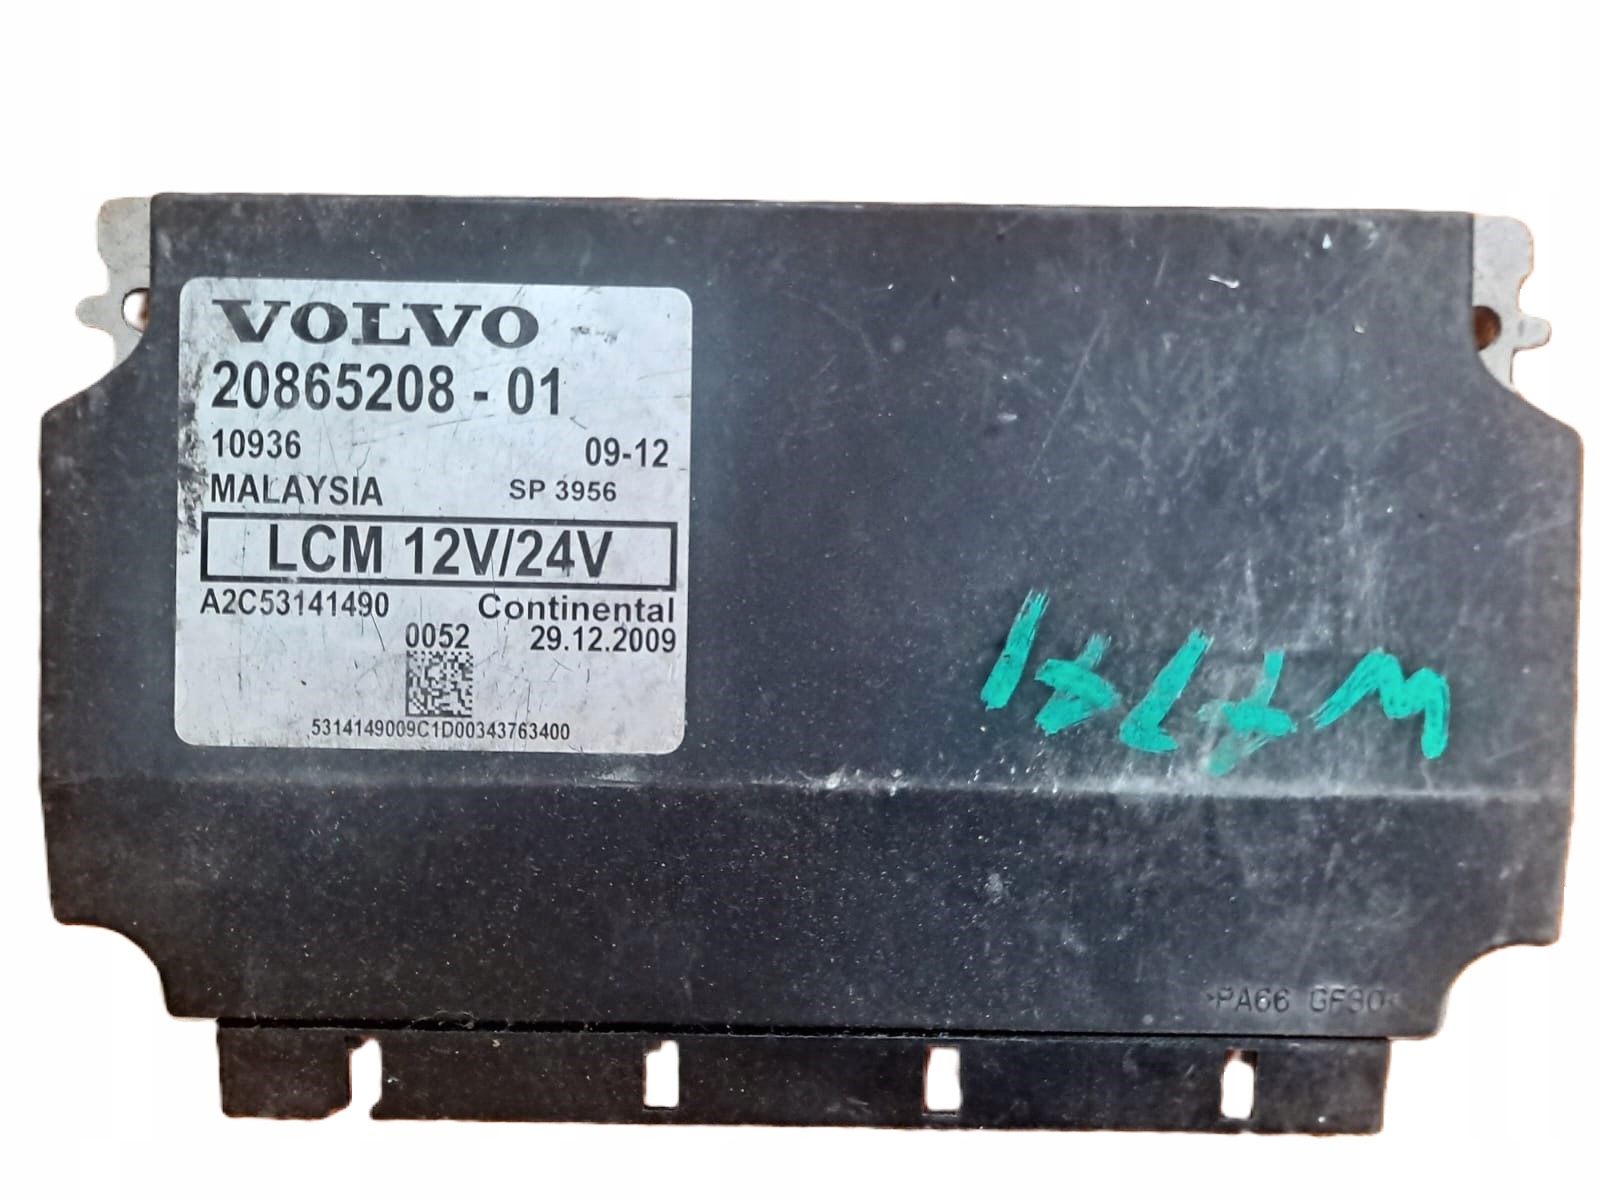 VOLVO
20865208 - 01
10936 09-12
MALAYSIA SP 3956
LCM 12V/24V
A2C53141490 Continental
0052 29.12.2009
5314149009C1D00343763400
>PA66 GF30<